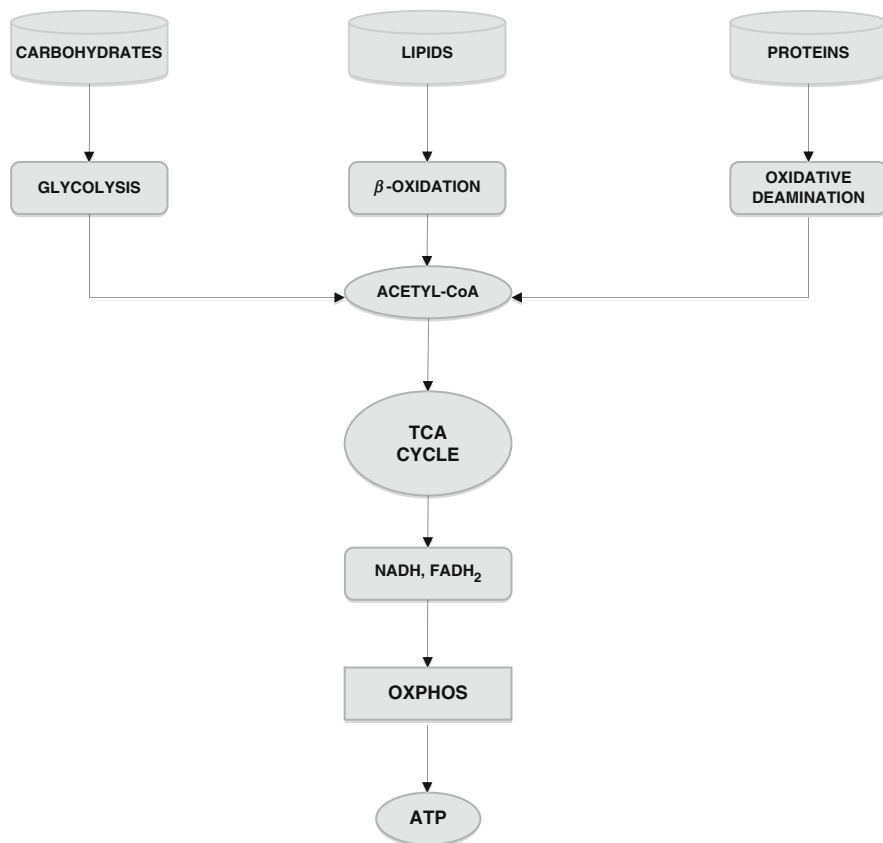 CARBOHYDRATES
LIPIDS
PROTEINS
GLYCOLYSIS
β-OXIDATION
OXIDATIVE
DEAMINATION
ACETYL-CoA
TCA
CYCLE
NADH, FADH₂
OXPHOS
ATP